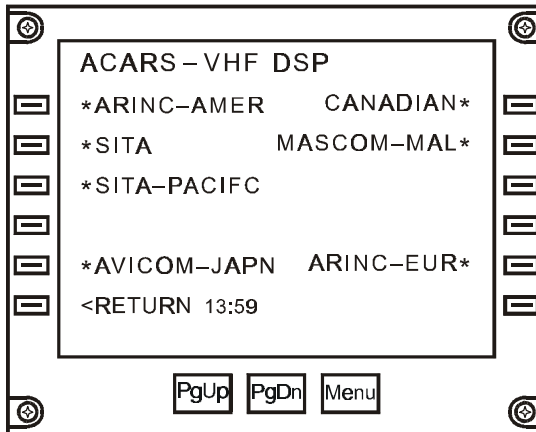 ACARS – VHF DSP
*ARINC–AMER CANADIAN*
*SITA MASCOM–MAL*
*SITA–PACIFC
*AVICOM–JAPN ARINC–EUR*
<RETURN 13:59
PgUp PgDn Menu